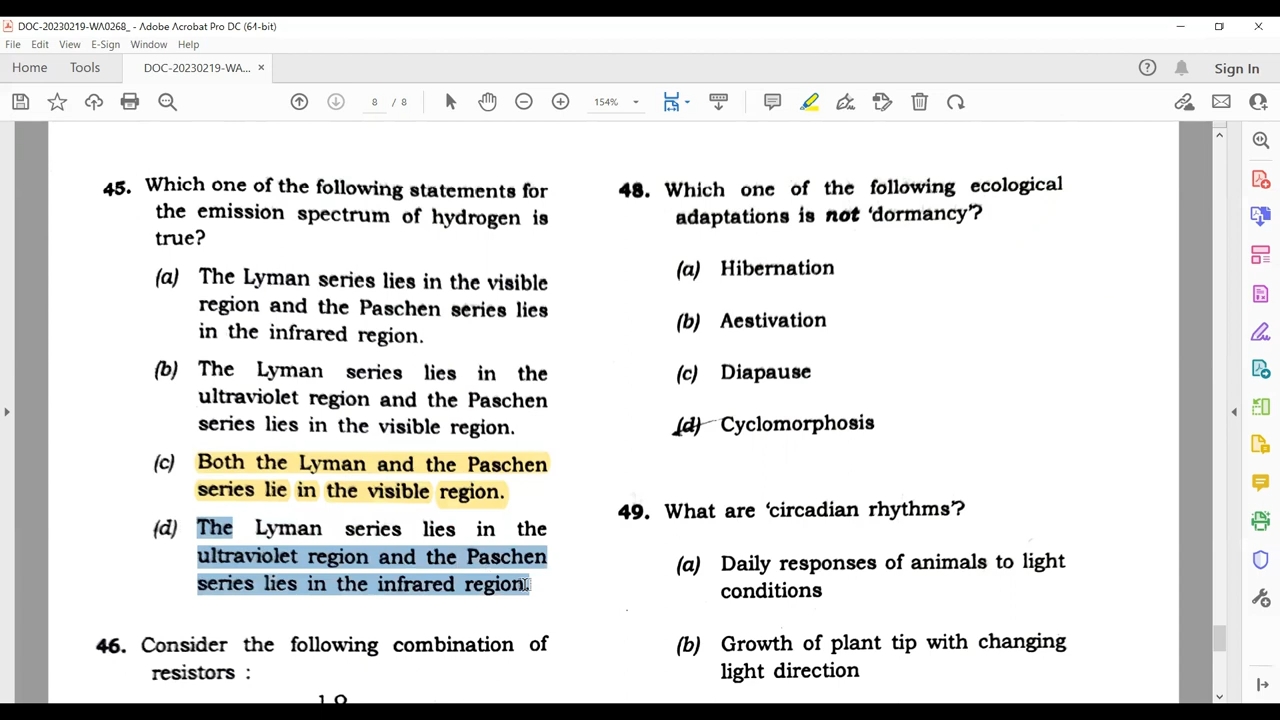 DOC-20230219-WA0268_ - Adobe Acrobat Pro DC (64-bit)
File Edit View E-Sign Window Help
Home Tools DOC-20230219-WA... × Sign In
8 / 8 154%
45. Which one of the following statements for
the emission spectrum of hydrogen is
true?
(a) The Lyman series lies in the visible
region and the Paschen series lies
in the infrared region.
(b) The Lyman series lies in the
ultraviolet region and the Paschen
series lies in the visible region.
(c) Both the Lyman and the Paschen
series lie in the visible region.
(d) The Lyman series lies in the
ultraviolet region and the Paschen
series lies in the infrared region.
46. Consider the following combination of
resistors :
48. Which one of the following ecological
adaptations is not ‘dormancy’?
(a) Hibernation
(b) Aestivation
(c) Diapause
(d) Cyclomorphosis
49. What are ‘circadian rhythms’?
(a) Daily responses of animals to light
conditions
(b) Growth of plant tip with changing
light direction